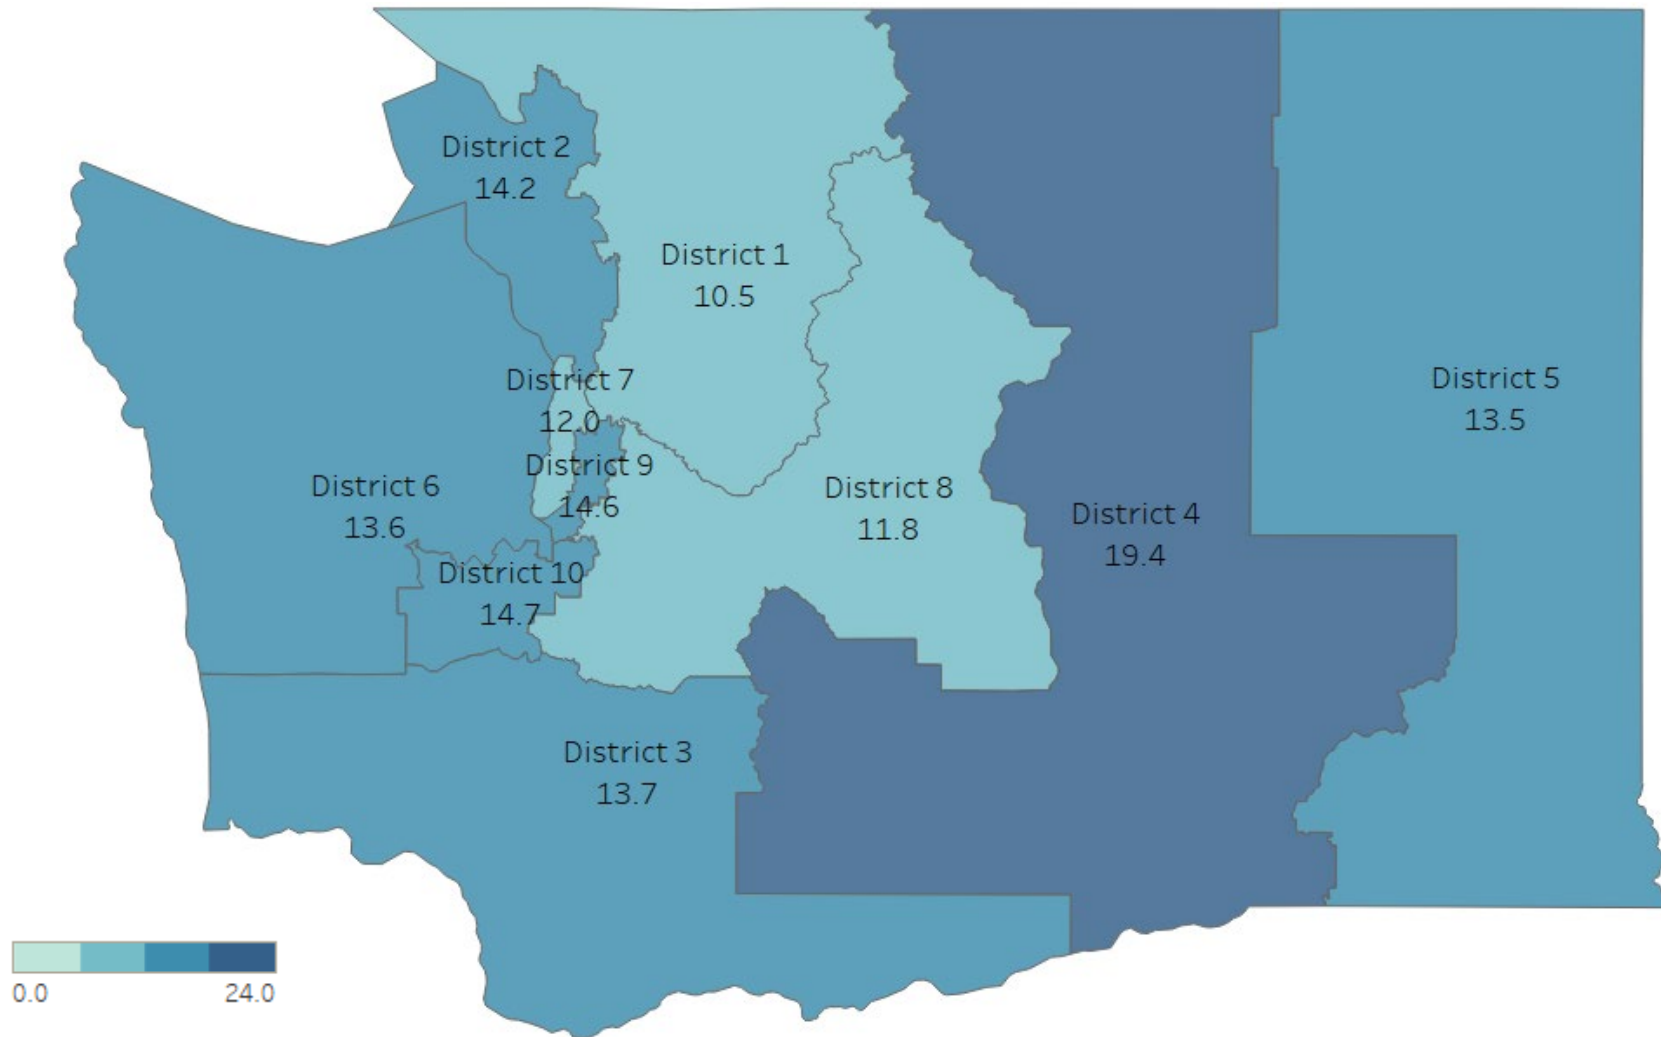 District 2
14.2
District 1
10.5
District 7
12.0
District 5
13.5
District 9
14.6
District 6
13.6
District 8
11.8
District 4
19.4
District 10
14.7
District 3
13.7
0.0 24.0